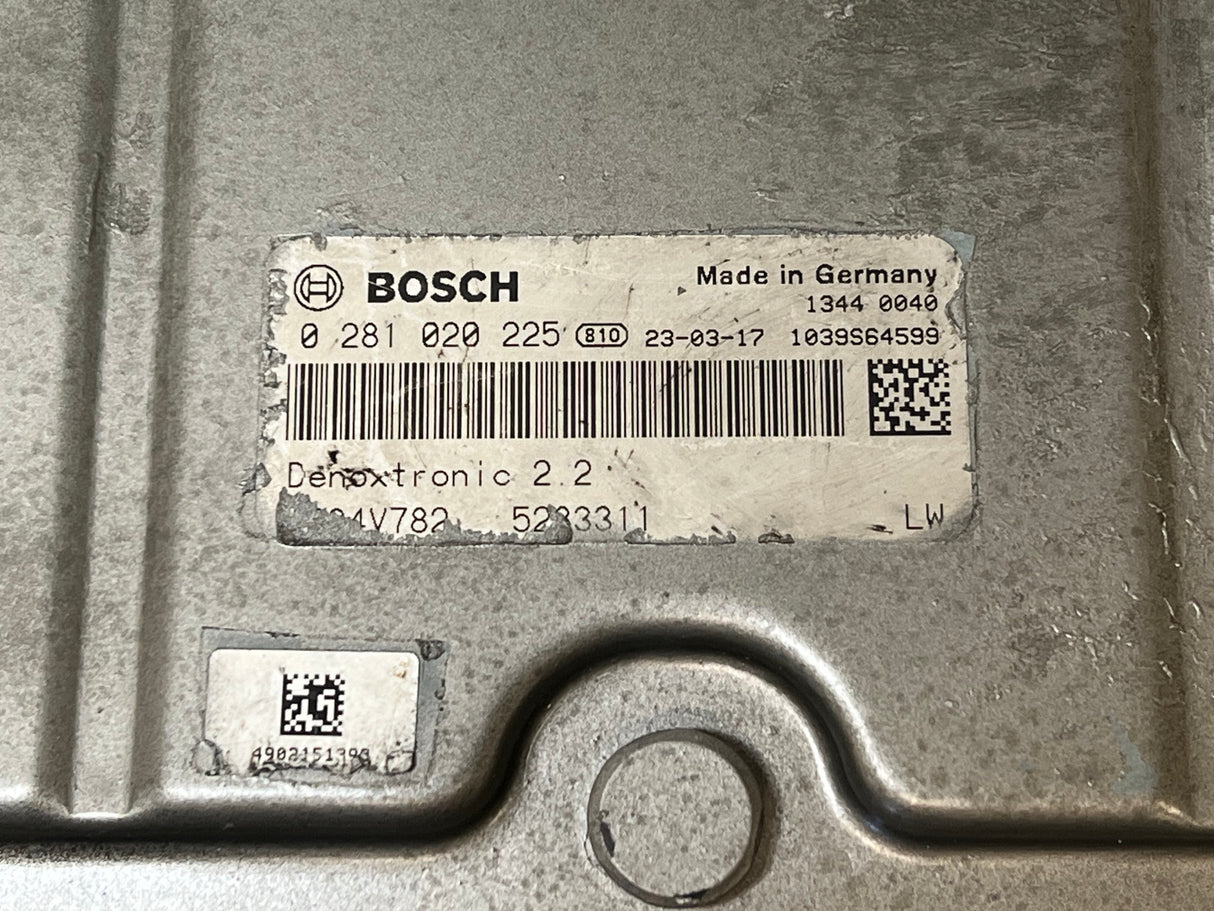 BOSCH
Made in Germany
1344 0040
0 281 020 225 810 23-03-17 1039S64599
Denoxtronic 2.2
LW